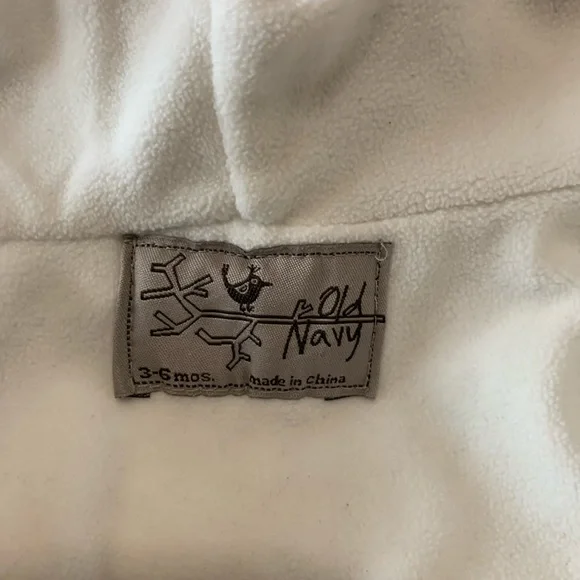 Old
Navy
3-6 mos.
made in China